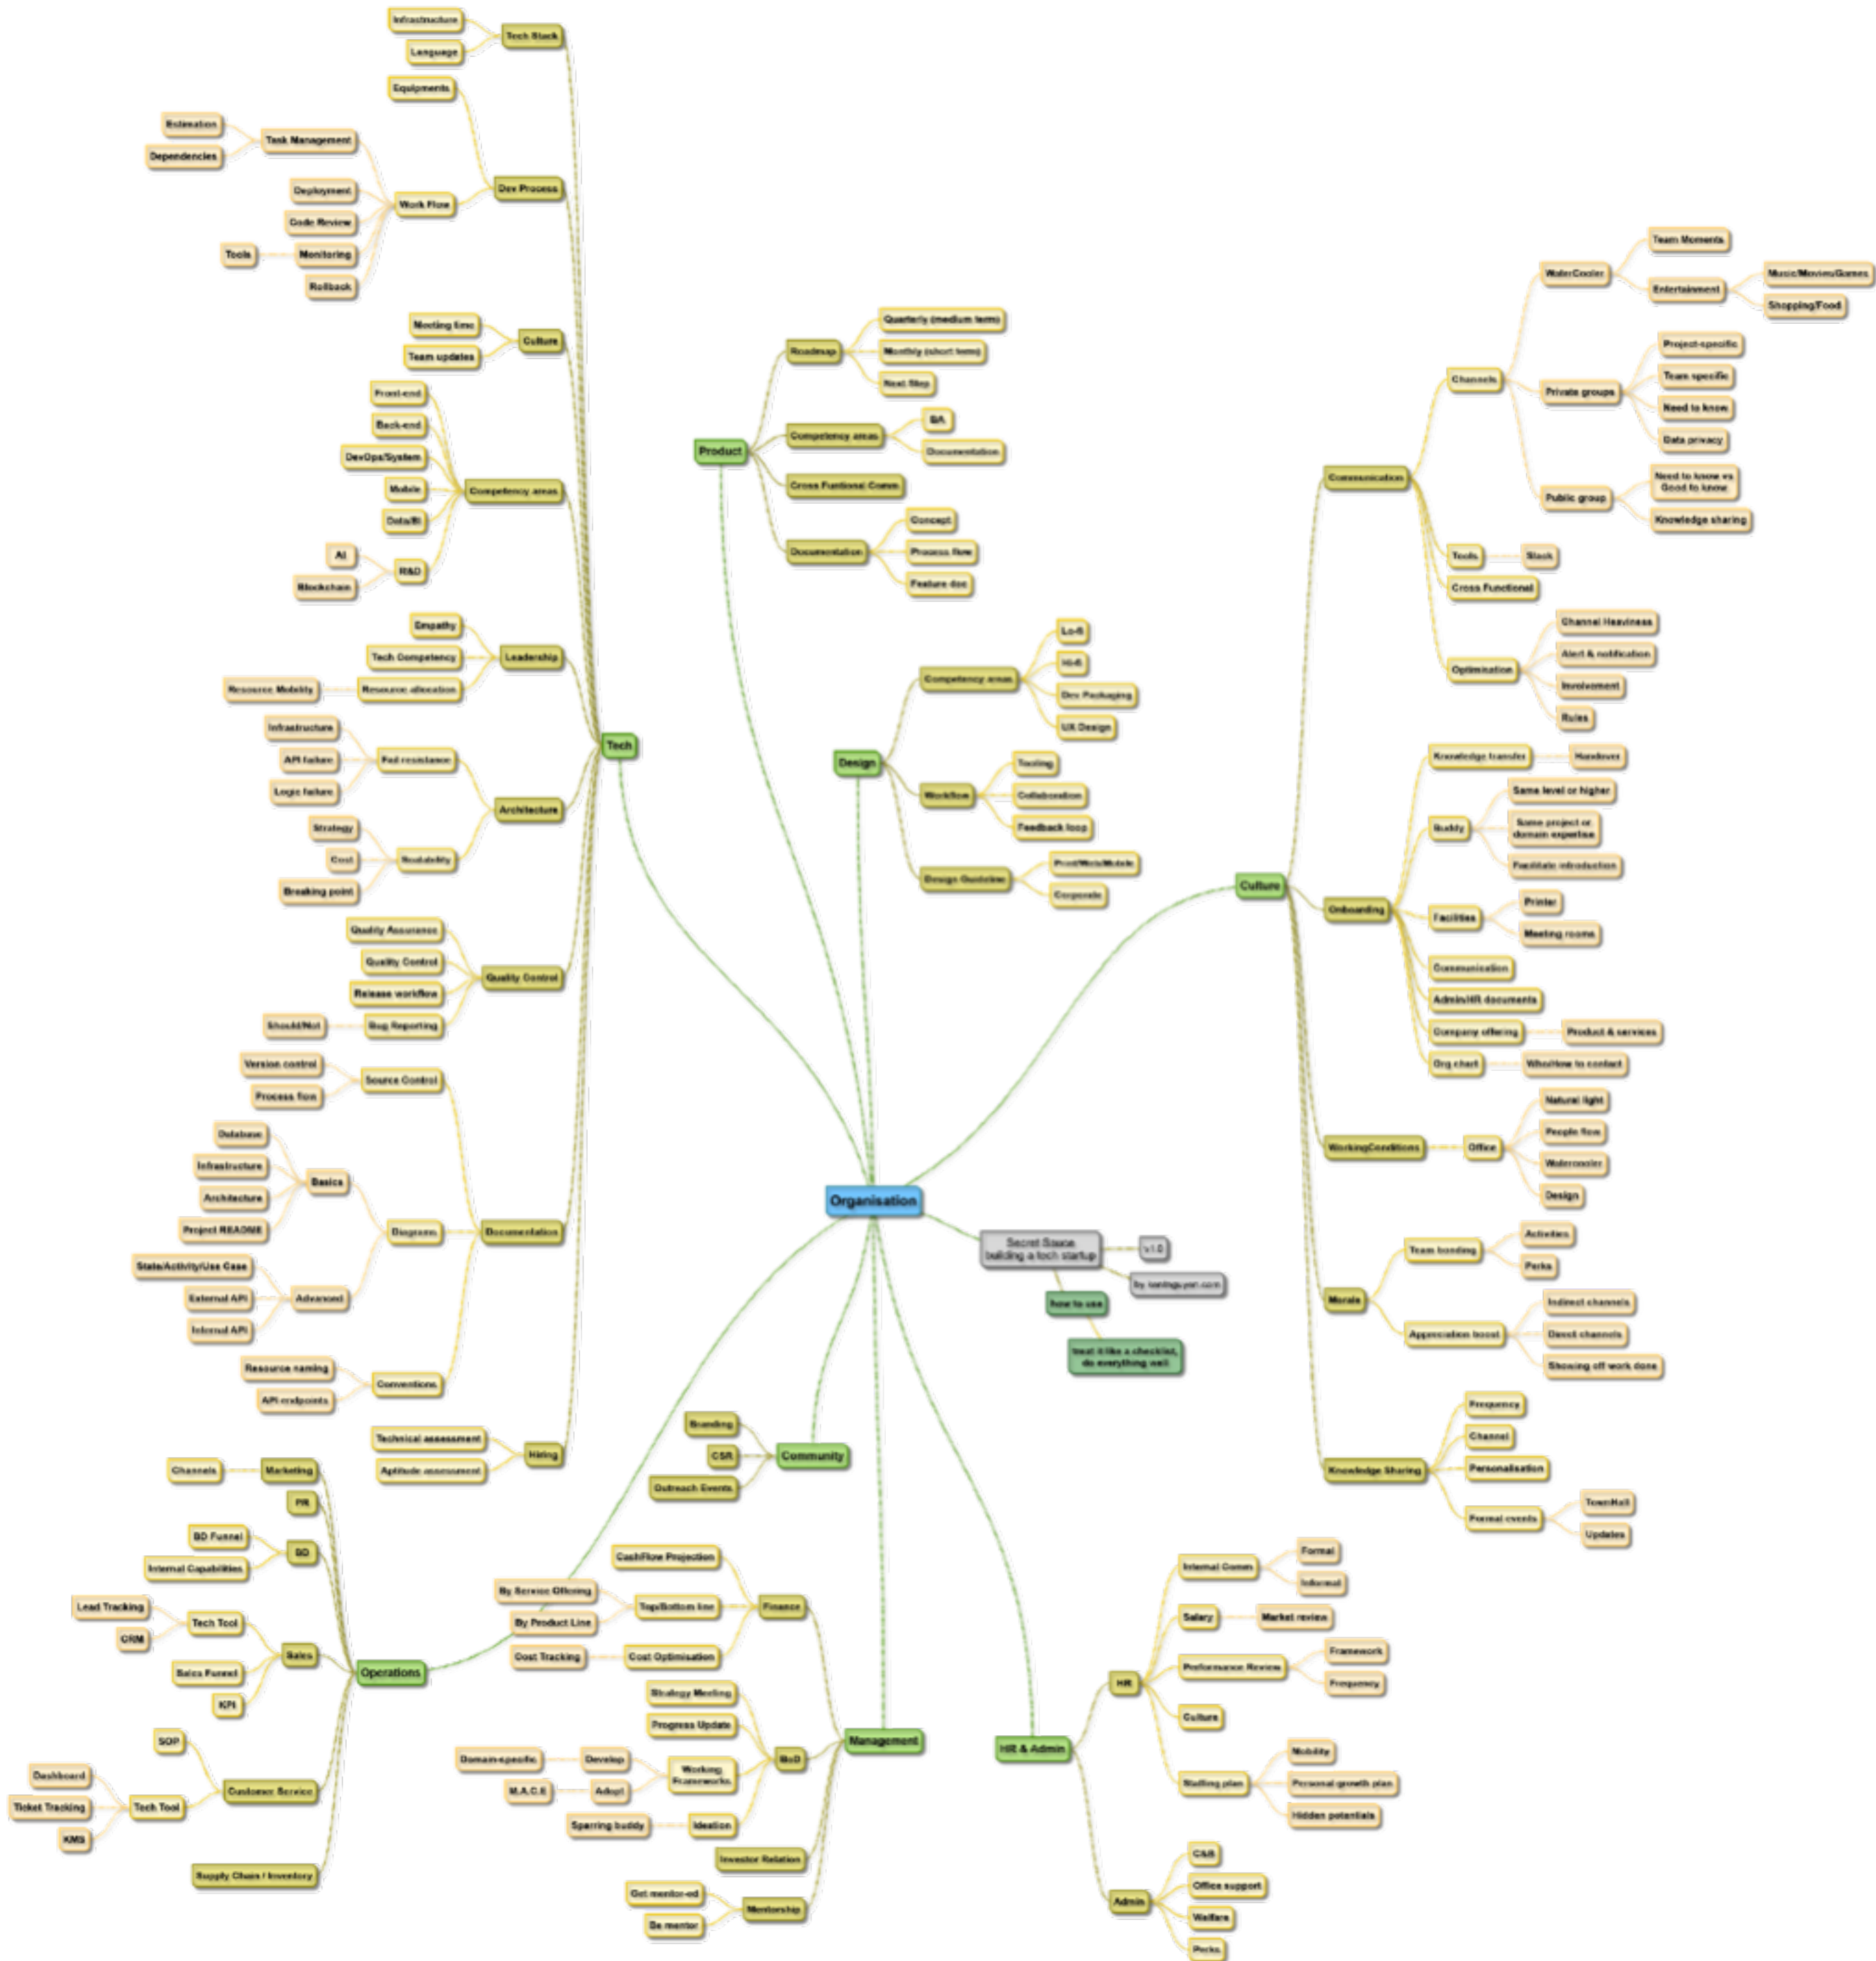 Organisation
Secret Sauce
building a tech startup
v1.0
how to use
treat it like a checklist,
do everything well
Tech
Tech Stack
Infrastructure
Language
Dev Process
Equipments
Work Flow
Task Management
Estimation
Dependencies
Deployment
Code Review
Monitoring
Tools
Rollback
Culture
Meeting time
Team updates
Competency areas
Front-end
Back-end
DevOps/System
Mobile
Data/BI
R&D
AI
Blockchain
Leadership
Empathy
Tech Competency
Resource allocation
Resource Mobility
Architecture
Fail resistance
Infrastructure
API failure
Logic failure
Scalability
Strategy
Cost
Breaking point
Quality Control
Quality Assurance
Quality Control
Release workflow
Bug Reporting
Should/Not
Documentation
Source Control
Version control
Process flow
Diagrams
Basics
Database
Infrastructure
Architecture
Project README
Advanced
State/Activity/Use Case
External API
Internal API
Conventions
Resource naming
API endpoints
Hiring
Technical assessment
Aptitude assessment
Product
Roadmap
Quarterly (medium term)
Monthly (short term)
Next Step
Competency areas
BA
Documentation
Cross Funtional Comm
Documentation
Concept
Process flow
Feature doc
Design
Competency areas
Lo-fi
Hi-fi
Dev Packaging
UX Design
Workflow
Tooling
Collaboration
Feedback loop
Design Guideline
Print/Web/Mobile
Corporate
Culture
Communication
Channels
WaterCooler
Team Moments
Entertainment
Music/Movies/Games
Shopping/Food
Private groups
Project-specific
Team specific
Need to know
Data privacy
Public group
Need to know vs
Good to know
Knowledge sharing
Tools
Slack
Cross Functional
Optimisation
Channel Heaviness
Alert & notification
Involvement
Rules
Onboarding
Knowledge transfer
Handover
Buddy
Same level or higher
Same project or
domain expertise
Facilitate introduction
Facilities
Printer
Meeting rooms
Communication
Admin/HR documents
Company offering
Product & services
Org chart
Who/How to contact
WorkingConditions
Office
Natural light
People flow
Watercooler
Design
Morale
Team bonding
Activities
Perks
Appreciation boost
Indirect channels
Direct channels
Showing off work done
Knowledge Sharing
Frequency
Channel
Personalisation
Formal events
TownHall
Updates
Community
Branding
CSR
Outreach Events
Operations
Marketing
Channels
PR
BD
BD Funnel
Internal Capabilities
Sales
Tech Tool
Lead Tracking
CRM
Sales Funnel
KPI
Customer Service
SOP
Tech Tool
Dashboard
Ticket Tracking
KMS
Supply Chain / Inventory
Management
Finance
CashFlow Projection
Top/Bottom line
By Service Offering
By Product Line
Cost Optimisation
Cost Tracking
BoD
Strategy Meeting
Progress Update
Working
Frameworks
Develop
Domain-specific
Adopt
M.A.C.E
Ideation
Sparring buddy
Investor Relation
Mentorship
Get mentor-ed
Be mentor
HR & Admin
HR
Internal Comm
Formal
Informal
Salary
Market review
Performance Review
Framework
Frequency
Culture
Staffing plan
Mobility
Personal growth plan
Hidden potentials
Admin
C&B
Office support
Welfare
Perks